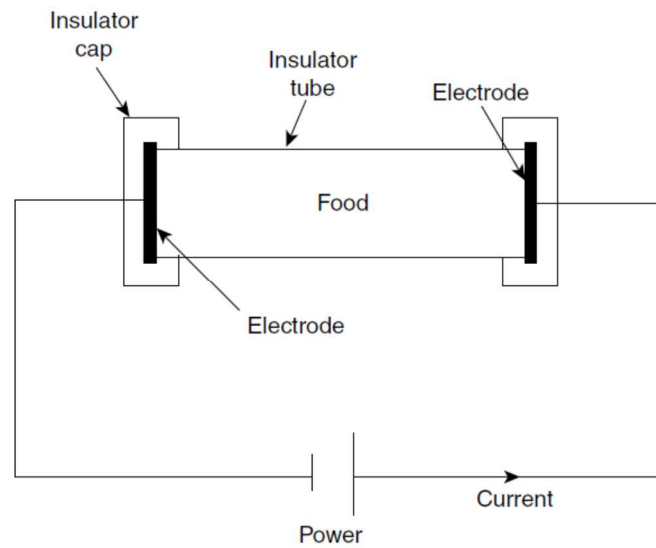 Insulator
cap
Insulator
tube
Electrode
Food
Electrode
Current
Power